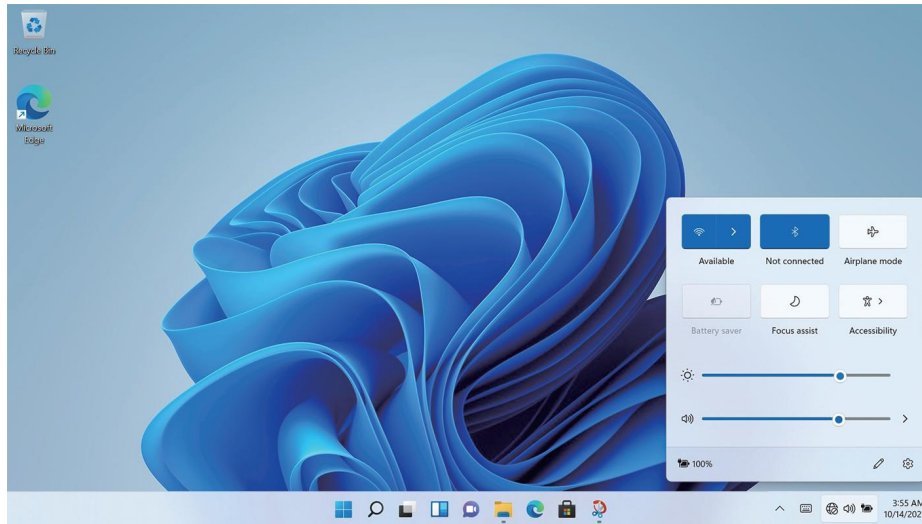 Recycle Bin
Microsoft
Edge
Available
Not connected
Airplane mode
Battery saver
Focus assist
Accessibility
100%
3:55 AM
10/14/202